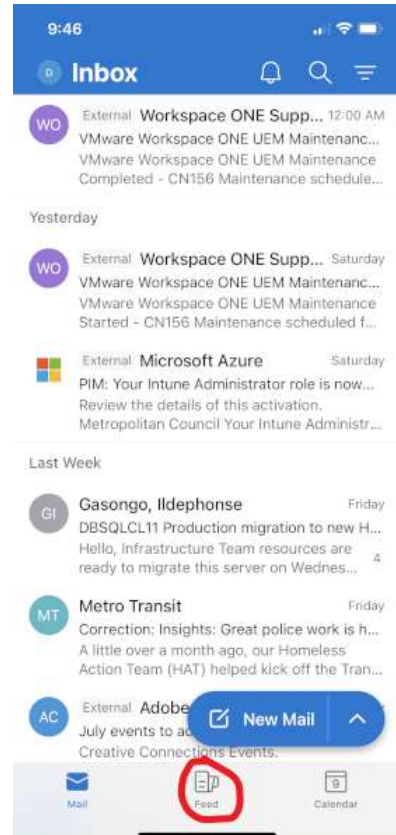 9:46
D Inbox
WO External Workspace ONE Supp... 12:00 AM
VMware Workspace ONE UEM Maintenanc...
VMware Workspace ONE UEM Maintenance
Completed - CN156 Maintenance schedule...
Yesterday
WO External Workspace ONE Supp... Saturday
VMware Workspace ONE UEM Maintenanc...
VMware Workspace ONE UEM Maintenance
Started - CN156 Maintenance scheduled f...
External Microsoft Azure Saturday
PIM: Your Intune Administrator role is now...
Review the details of this activation.
Metropolitan Council Your Intune Administr...
Last Week
GI Gasongo, Ildephonse Friday
DBSQLCL11 Production migration to new H...
Hello, Infrastructure Team resources are
ready to migrate this server on Wednes... 4
MT Metro Transit Friday
Correction: Insights: Great police work is h...
A little over a month ago, our Homeless
Action Team (HAT) helped kick off the Tran...
AC External Adobe
July events to
Creative Connections Events.
New Mail
Mail Feed 9 Calendar